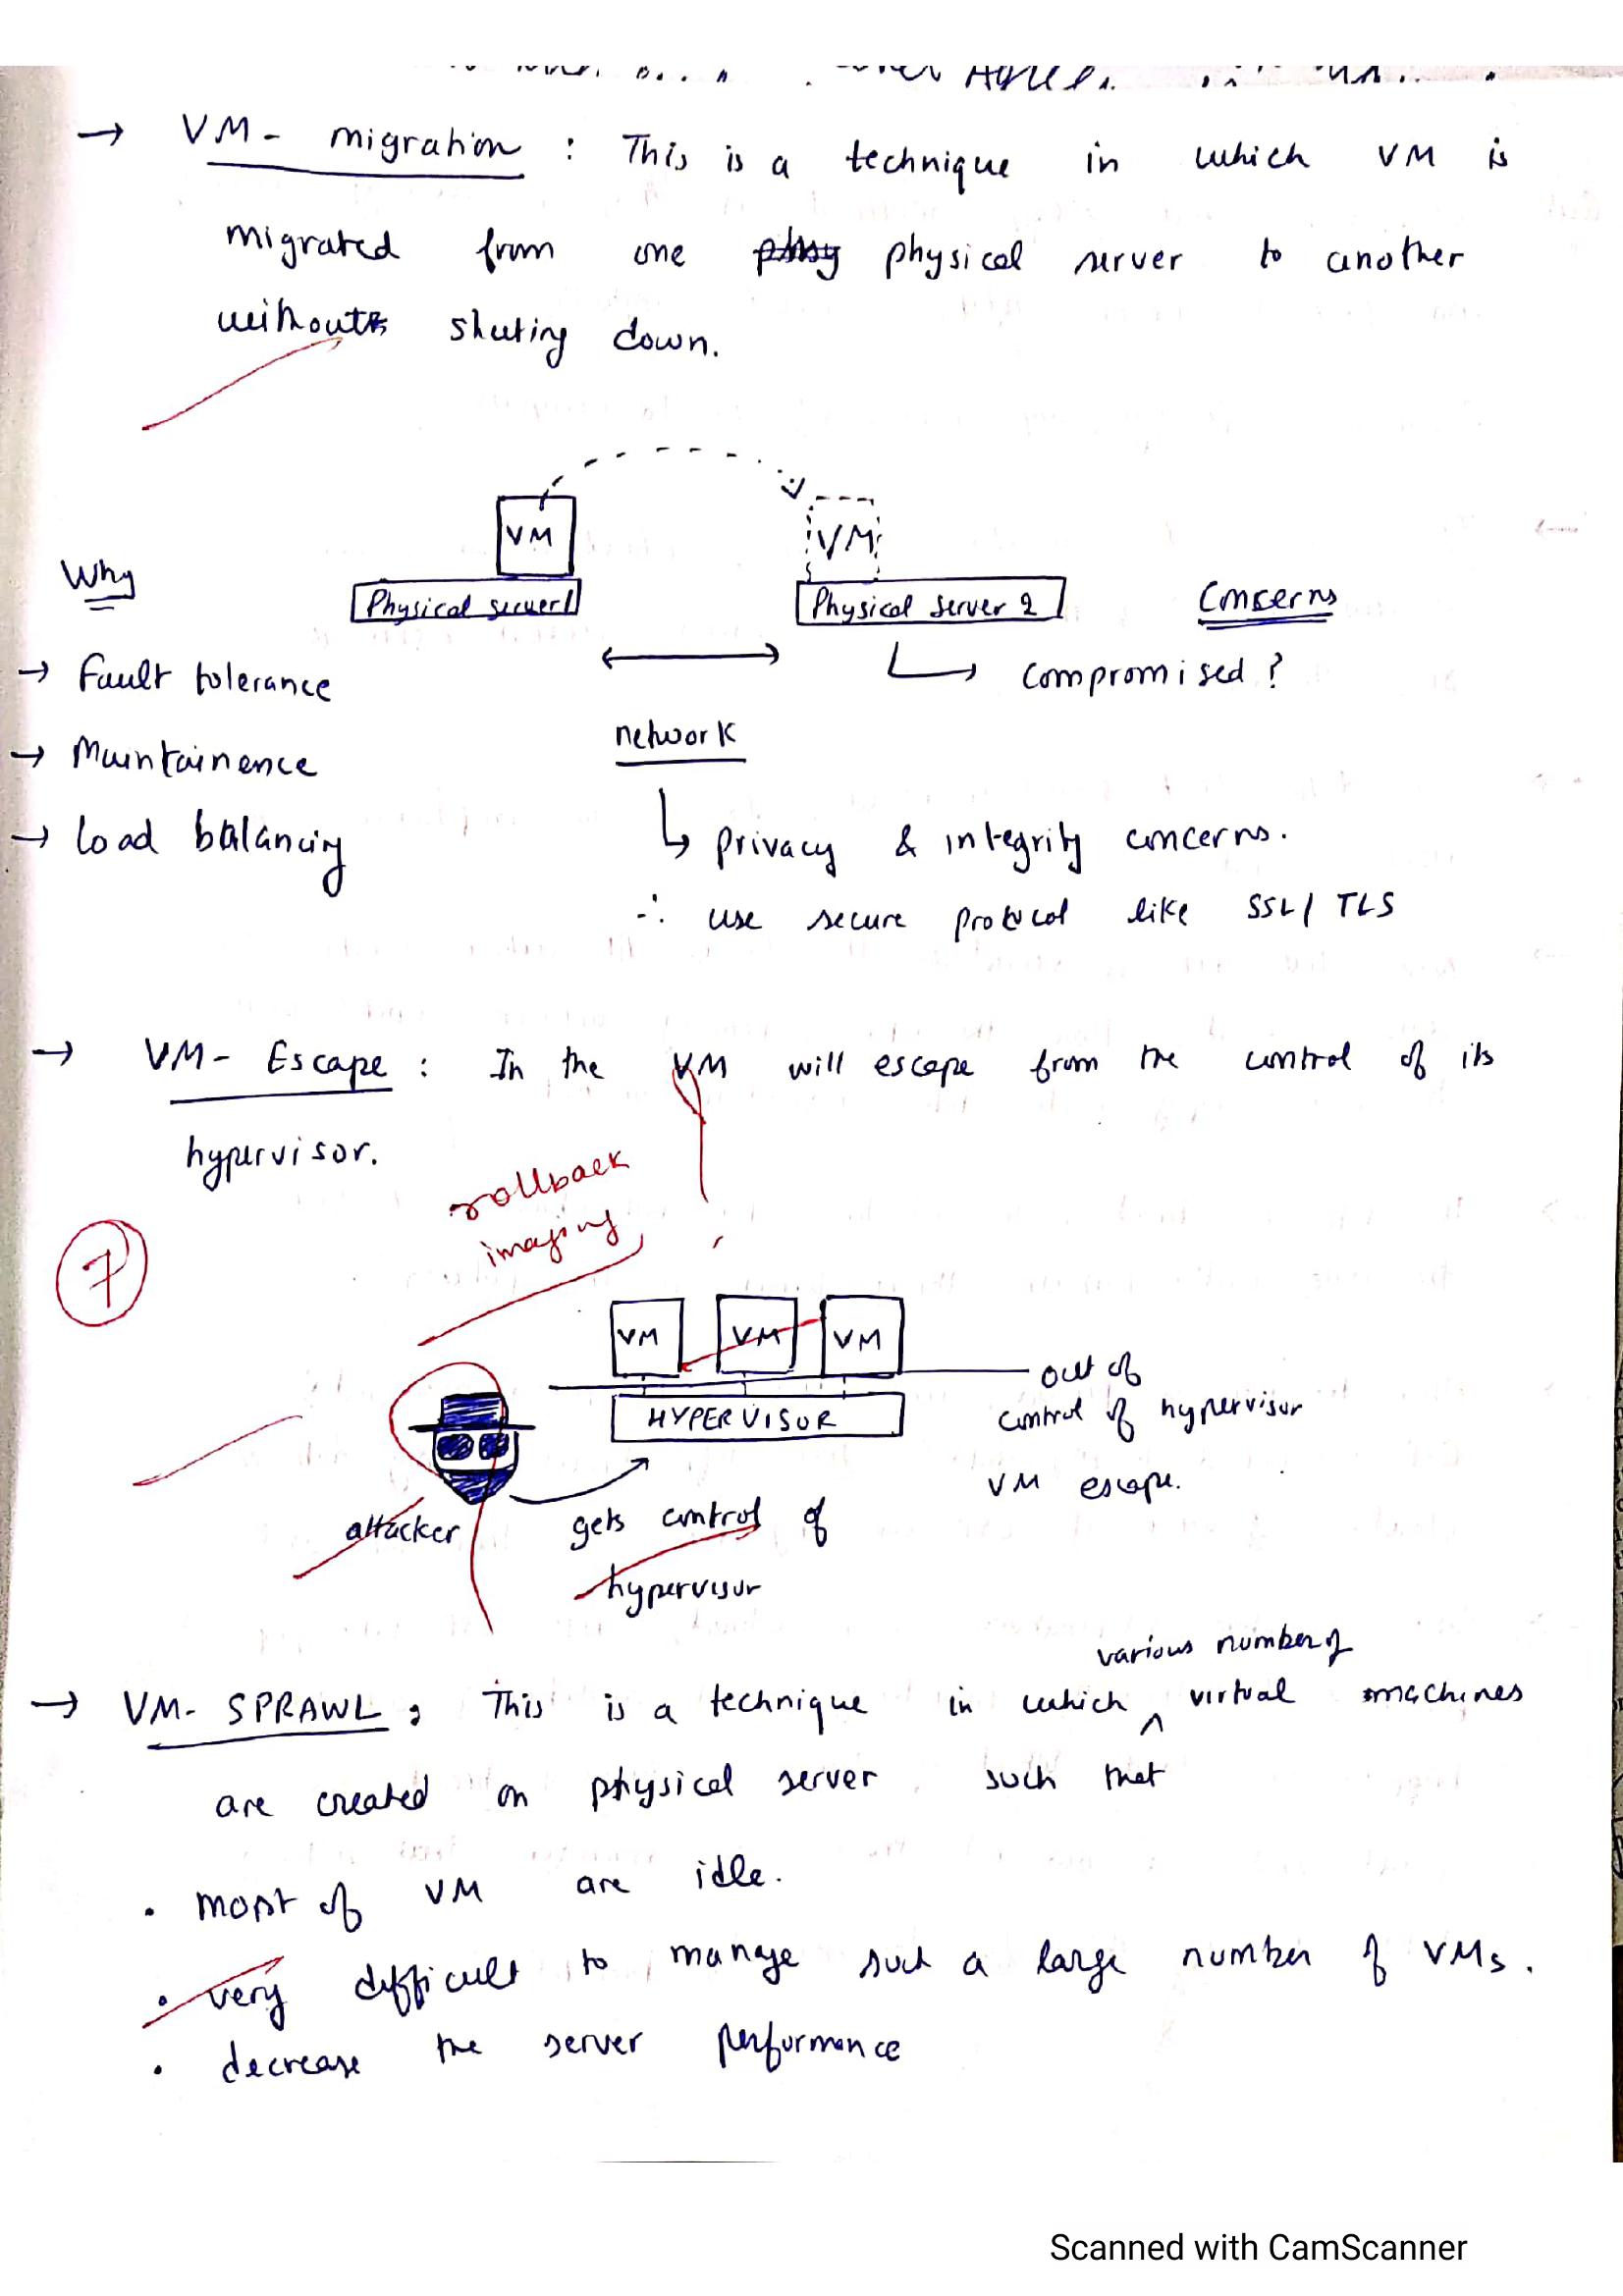 → VM- migration : This is a technique in which VM is
migrated from one phsy physical server to another
without shuting down.
VM
VM
Why
Physical server 1
Physical server 2
Concerns
→ Fault tolerance
compromised ?
→ Maintainence
network
→ load balancing
privacy & integrity concerns.
∴ use secure protocol like SSL/TLS
→ VM- Escape : In the VM will escape from the control of its
hypervisor.
rollback
imaging
7
VM VM VM
out of
HYPERVISOR
control of hypervisor
VM escape.
attacker
gets control of
hypervisor
various number of
→ VM- SPRAWL : This is a technique in which ^ virtual machines
are created on physical server such that
• most of VM are idle.
• very difficult to manage such a large number of VMs.
• decrease the server performance
Scanned with CamScanner